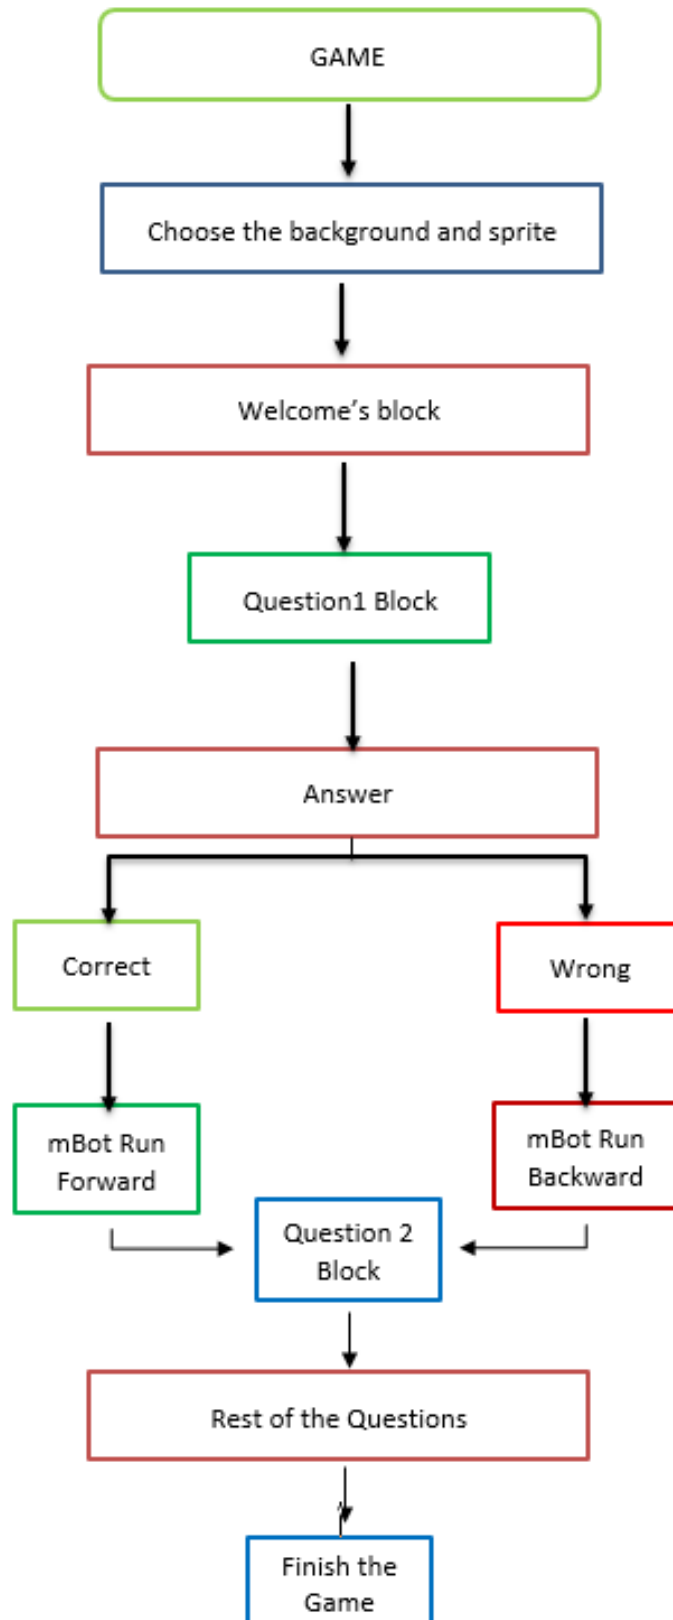 GAME
Choose the background and sprite
Welcome’s block
Question1 Block
Answer
Correct
Wrong
mBot Run
Forward
mBot Run
Backward
Question 2
Block
Rest of the Questions
Finish the
Game